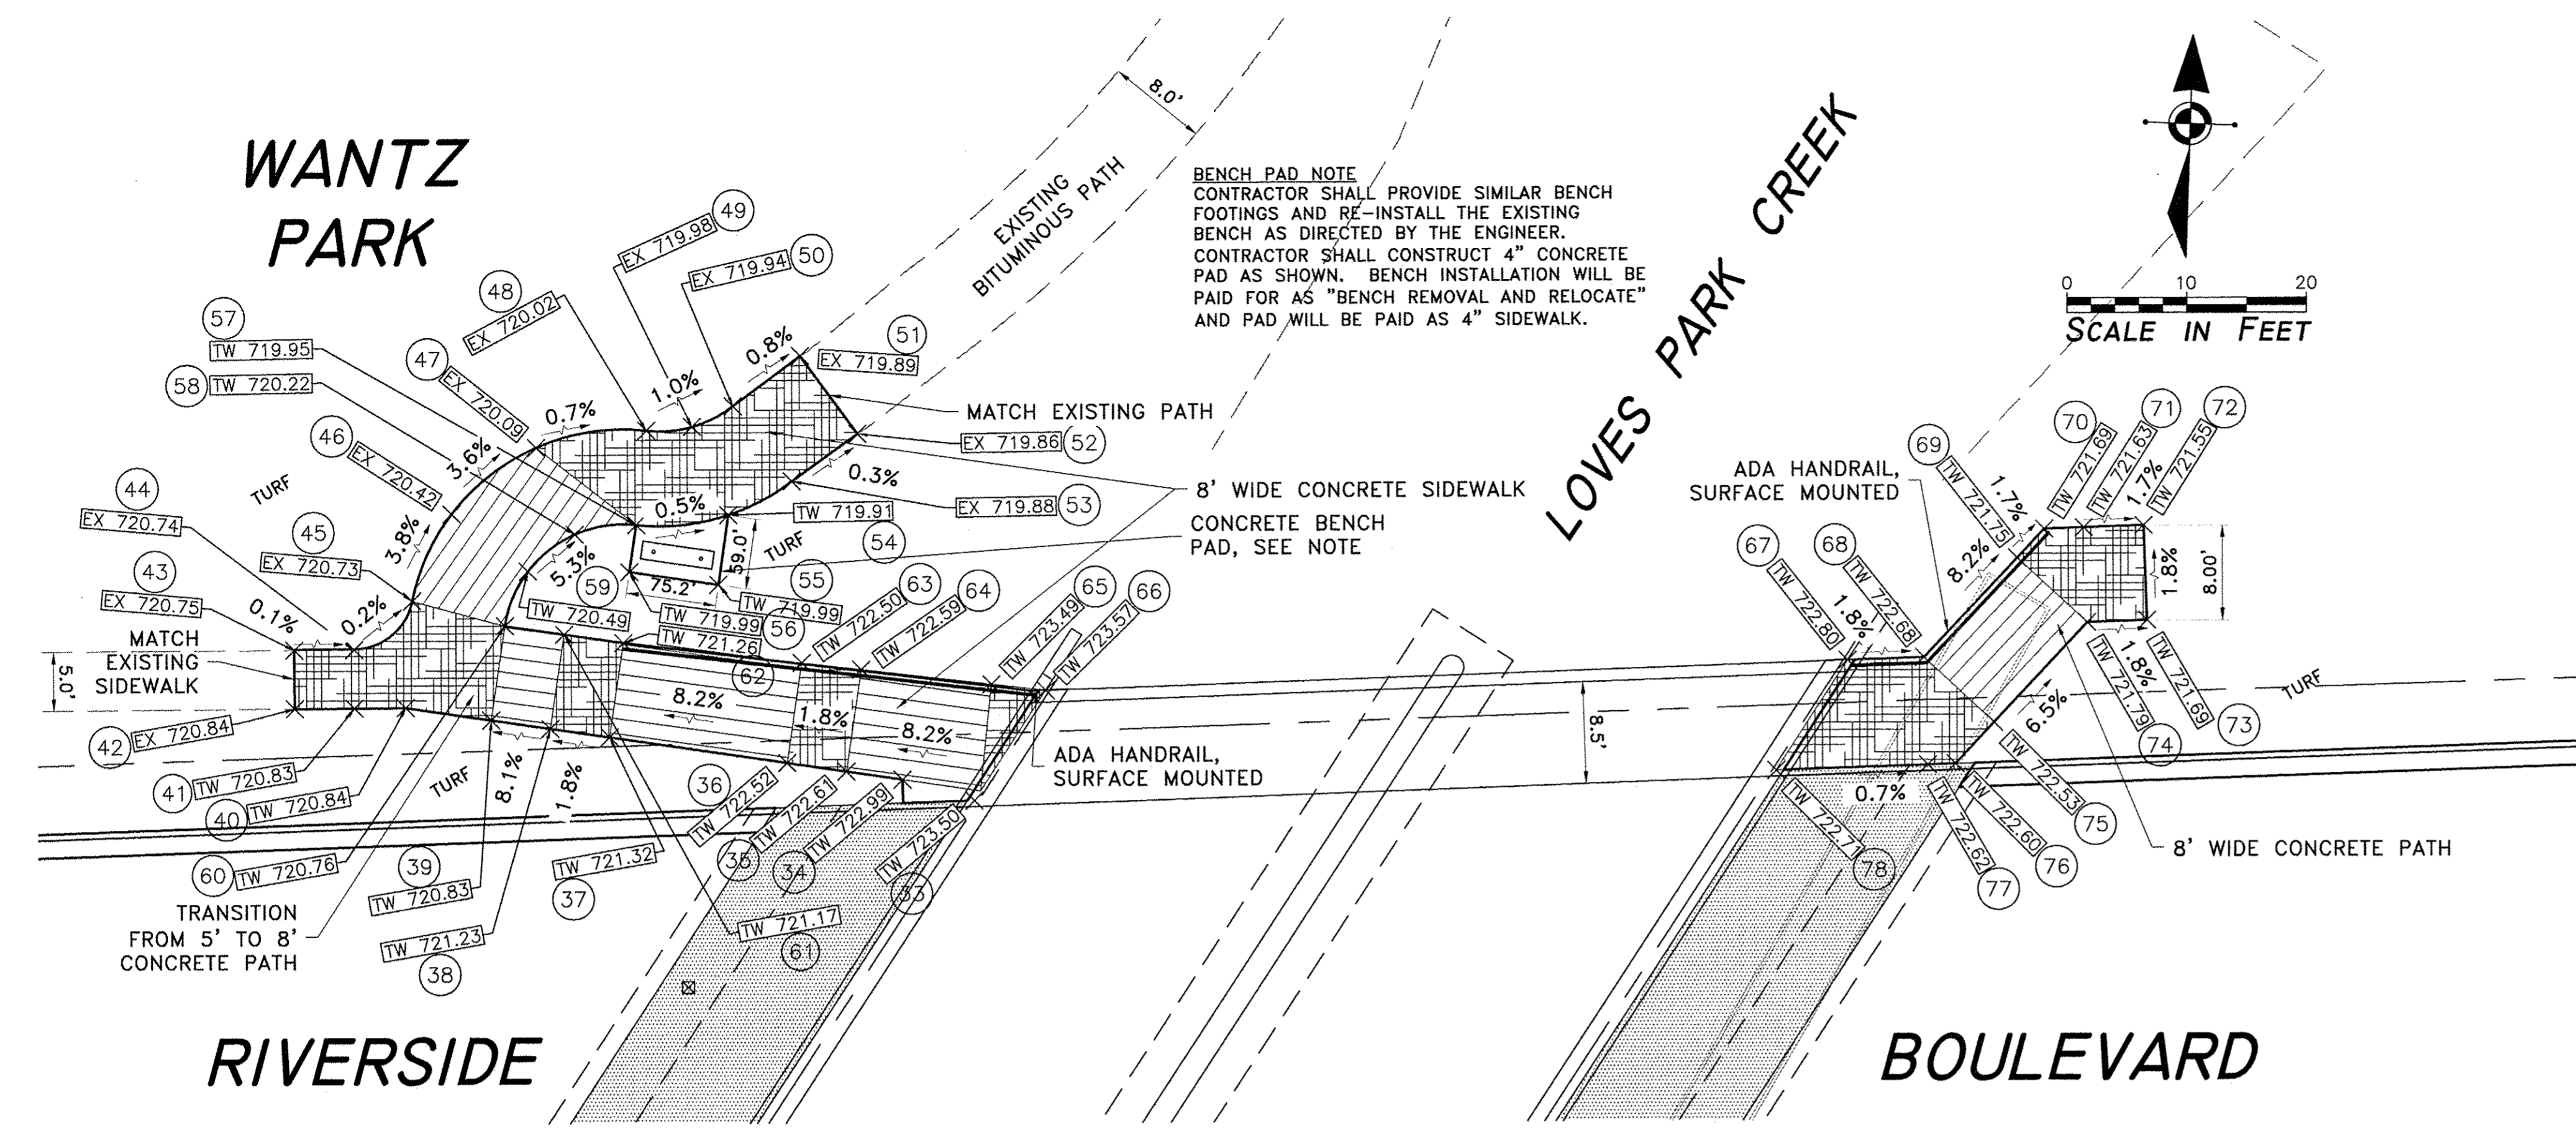 WANTZ
PARK
8.0'
EXISTING
BITUMINOUS PATH
BENCH PAD NOTE
CONTRACTOR SHALL PROVIDE SIMILAR BENCH
FOOTINGS AND RE-INSTALL THE EXISTING
BENCH AS DIRECTED BY THE ENGINEER.
CONTRACTOR SHALL CONSTRUCT 4" CONCRETE
PAD AS SHOWN. BENCH INSTALLATION WILL BE
PAID FOR AS "BENCH REMOVAL AND RELOCATE"
AND PAD WILL BE PAID AS 4" SIDEWALK.
LOVES PARK CREEK
0 10 20
SCALE IN FEET
EX 719.98 49
EX 719.94 50
48
EX 720.02
57
TW 719.95
58 TW 720.22
47
EX 720.09
46
EX 720.42
0.7%
1.0%
0.8%
51
EX 719.89
MATCH EXISTING PATH
EX 719.86 52
0.3%
EX 719.88 53
3.6%
3.8%
TURF
44
EX 720.74
45
EX 720.73
43
EX 720.75
0.1%
0.2%
MATCH
EXISTING
SIDEWALK
5.0'
42 EX 720.84
41 TW 720.83
40 TW 720.84
60 TW 720.76
TRANSITION
FROM 5' TO 8'
CONCRETE PATH
0.5%
5.3%
TW 719.91
54
TURF
59.0'
75.2'
8' WIDE CONCRETE SIDEWALK
CONCRETE BENCH
PAD, SEE NOTE
59
TW 720.49
55
TW 719.99
TW 719.99
56
TW 721.26
62
63
TW 722.50
64
TW 722.59
65
TW 723.49
66
TW 723.57
8.2%
1.8%
8.2%
TURF
8.1%
1.8%
39
TW 720.83
TW 721.23
38
TW 721.32
37
TW 721.17
61
36
TW 722.52
35
TW 722.61
34
TW 722.99
33
TW 723.50
ADA HANDRAIL,
SURFACE MOUNTED
8.5'
ADA HANDRAIL,
SURFACE MOUNTED
67
TW 722.80
68
TW 722.68
69
TW 721.75
70
TW 721.69
71
TW 721.63
72
TW 721.55
1.8%
8.2%
1.7%
1.7%
1.8%
8.00'
1.8%
TW 721.69
73
TW 721.79
74
TURF
6.5%
TW 722.53
75
TW 722.60
76
TW 722.62
77
0.7%
TW 722.71
78
8' WIDE CONCRETE PATH
RIVERSIDE
BOULEVARD